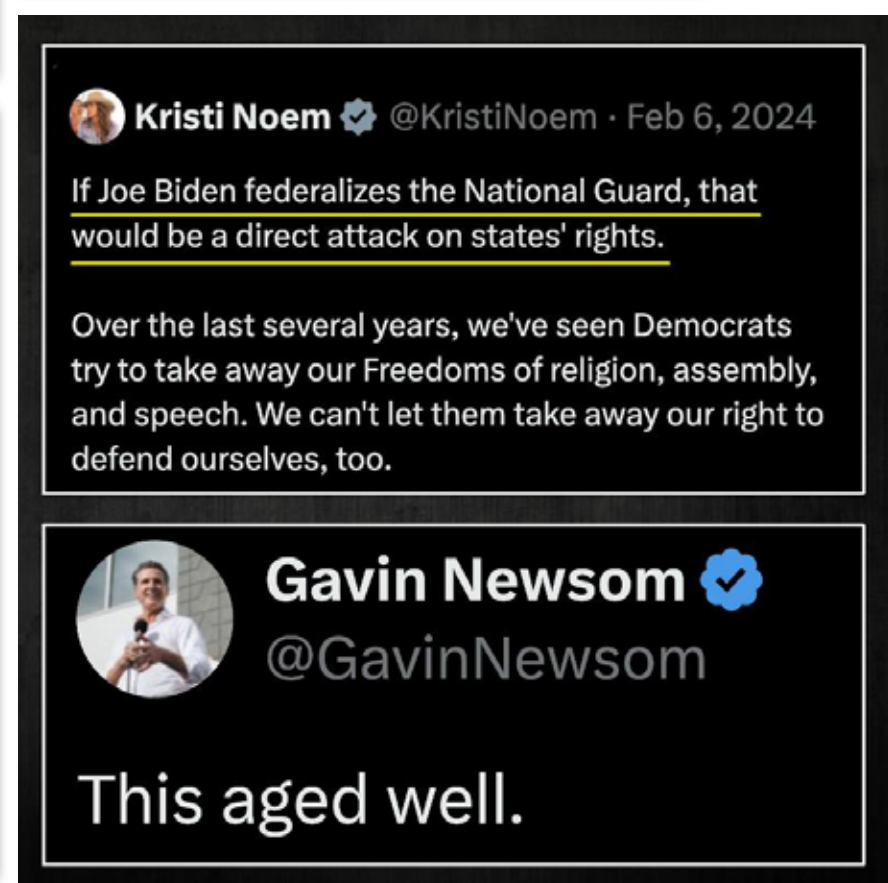 Kristi Noem @KristiNoem · Feb 6, 2024
If Joe Biden federalizes the National Guard, that
would be a direct attack on states' rights.
Over the last several years, we've seen Democrats
try to take away our Freedoms of religion, assembly,
and speech. We can't let them take away our right to
defend ourselves, too.
Gavin Newsom
@GavinNewsom
This aged well.